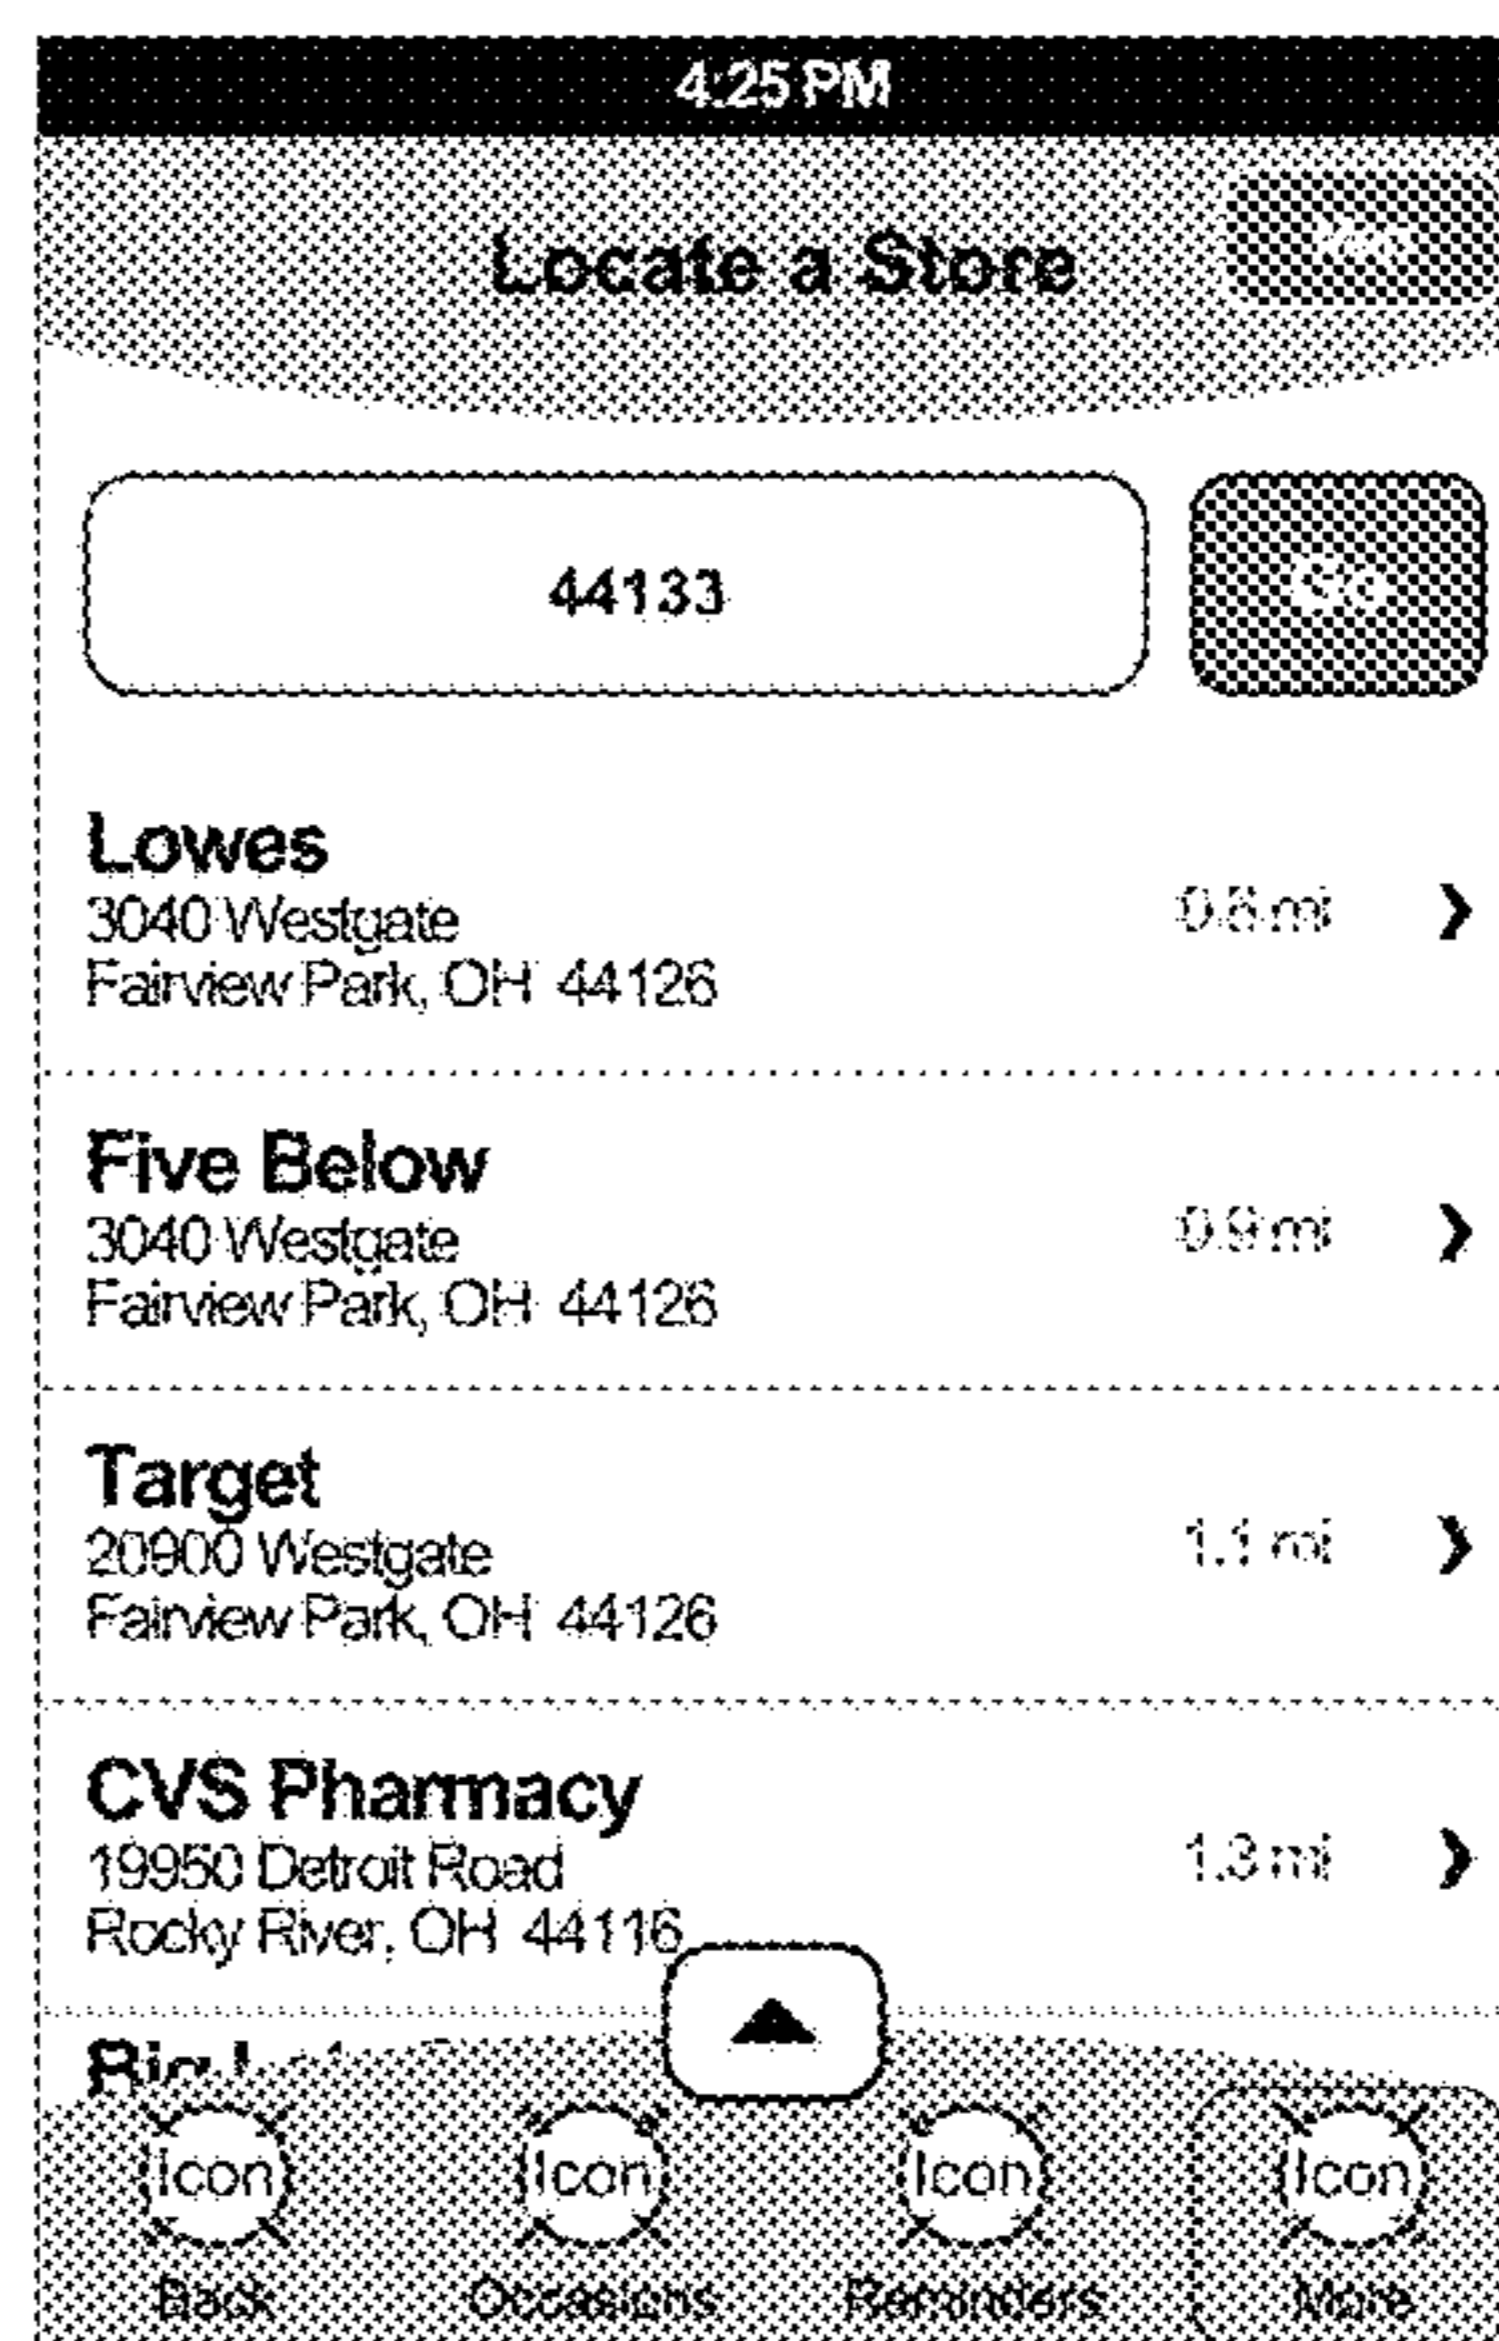 4:25 PM
Locate a Store
44133
Go
Lowes
3040 Westgate
Fairview Park, OH 44126
0.8 mi
Five Below
3040 Westgate
Fairview Park, OH 44126
0.9 mi
Target
20900 Westgate
Fairview Park, OH 44126
1.1 mi
CVS Pharmacy
19950 Detroit Road
Rocky River, OH 44116
1.3 mi
Icon
Icon
Icon
Icon
Back
Occasions
Reminders
More